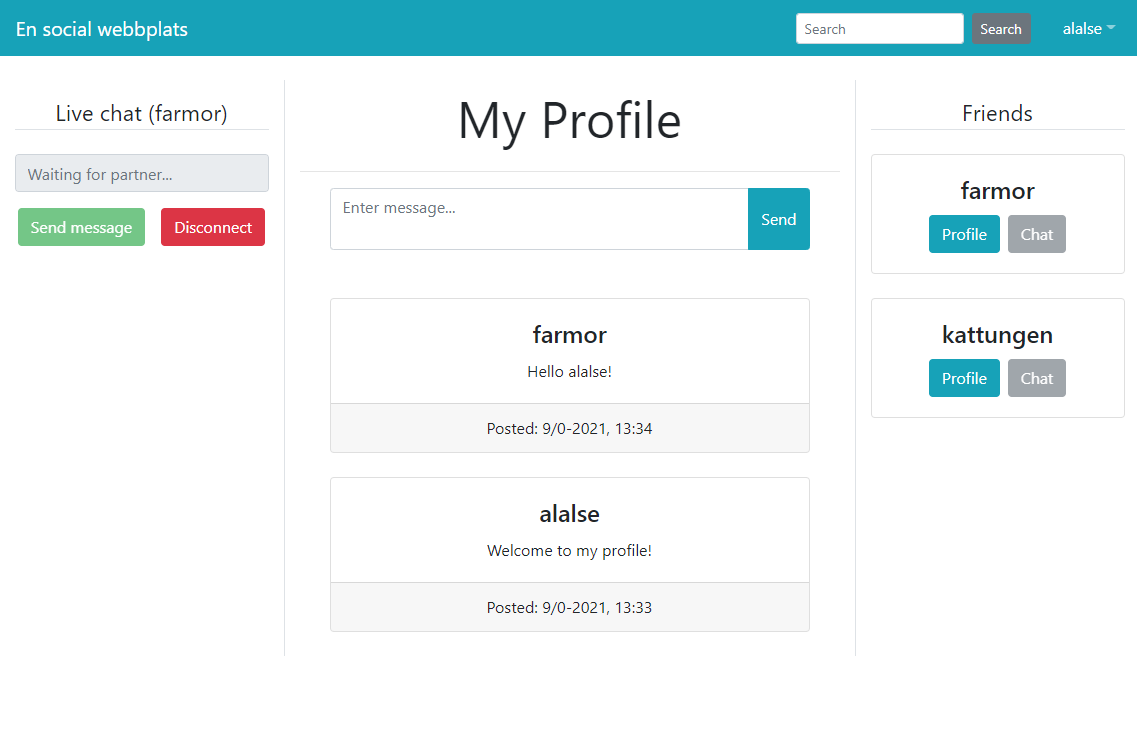 En social webbplats
Search
Search
alalse
Live chat (farmor)
Waiting for partner...
Send message
Disconnect
My Profile
Enter message...
Send
farmor
Hello alalse!
Posted: 9/0-2021, 13:34
alalse
Welcome to my profile!
Posted: 9/0-2021, 13:33
Friends
farmor
Profile
Chat
kattungen
Profile
Chat